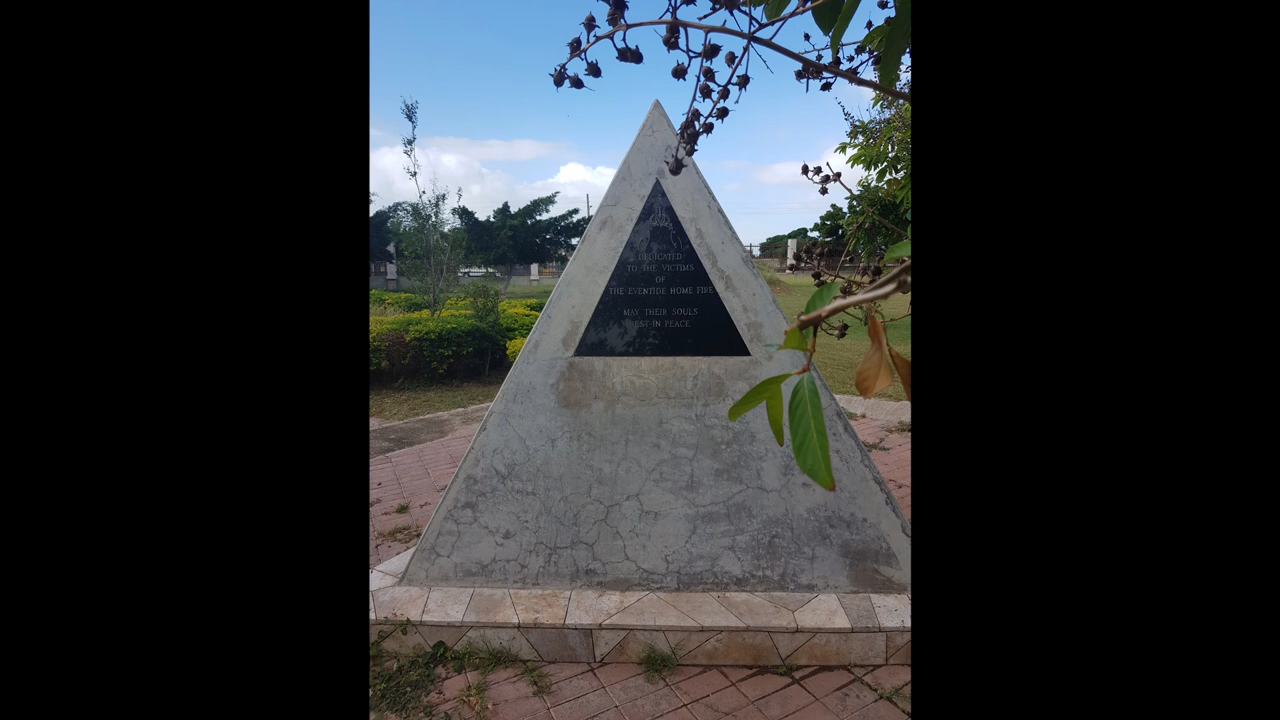 DEDICATED
TO THE VICTIMS
OF
THE EVENTIDE HOME FIRE
MAY THEIR SOULS
REST IN PEACE